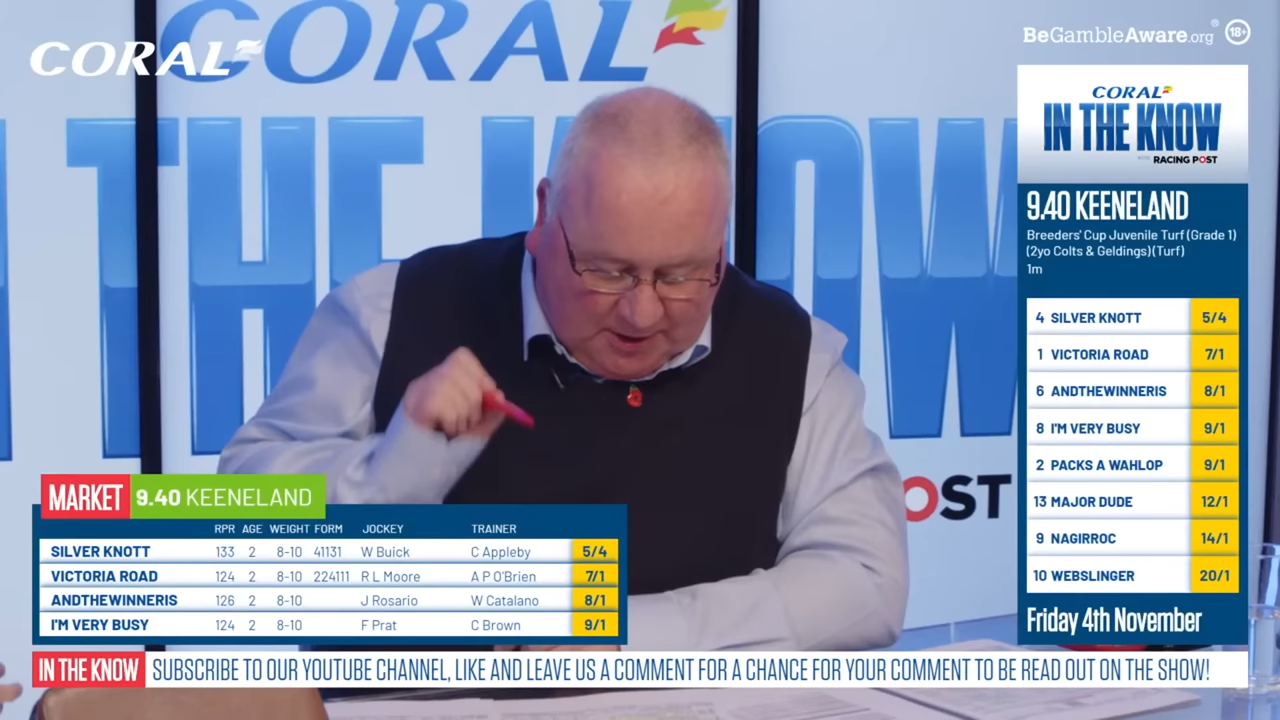 CORAL
CORAL
BeGambleAware.org® 18+
CORAL
IN THE KNOW
WITH RACING POST
9.40 KEENELAND
Breeders' Cup Juvenile Turf (Grade 1)
(2yo Colts & Geldings)(Turf)
1m
4 SILVER KNOTT 5/4
1 VICTORIA ROAD 7/1
6 ANDTHEWINNERIS 8/1
8 I'M VERY BUSY 9/1
2 PACKS A WAHLOP 9/1
13 MAJOR DUDE 12/1
9 NAGIRROC 14/1
10 WEBSLINGER 20/1
Friday 4th November
THE KNOW
OST
MARKET 9.40 KEENELAND
RPR AGE WEIGHT FORM JOCKEY TRAINER
SILVER KNOTT 133 2 8-10 41131 W Buick C Appleby 5/4
VICTORIA ROAD 124 2 8-10 224111 R L Moore A P O'Brien 7/1
ANDTHEWINNERIS 126 2 8-10 J Rosario W Catalano 8/1
I'M VERY BUSY 124 2 8-10 F Prat C Brown 9/1
IN THE KNOW SUBSCRIBE TO OUR YOUTUBE CHANNEL, LIKE AND LEAVE US A COMMENT FOR A CHANCE FOR YOUR COMMENT TO BE READ OUT ON THE SHOW!